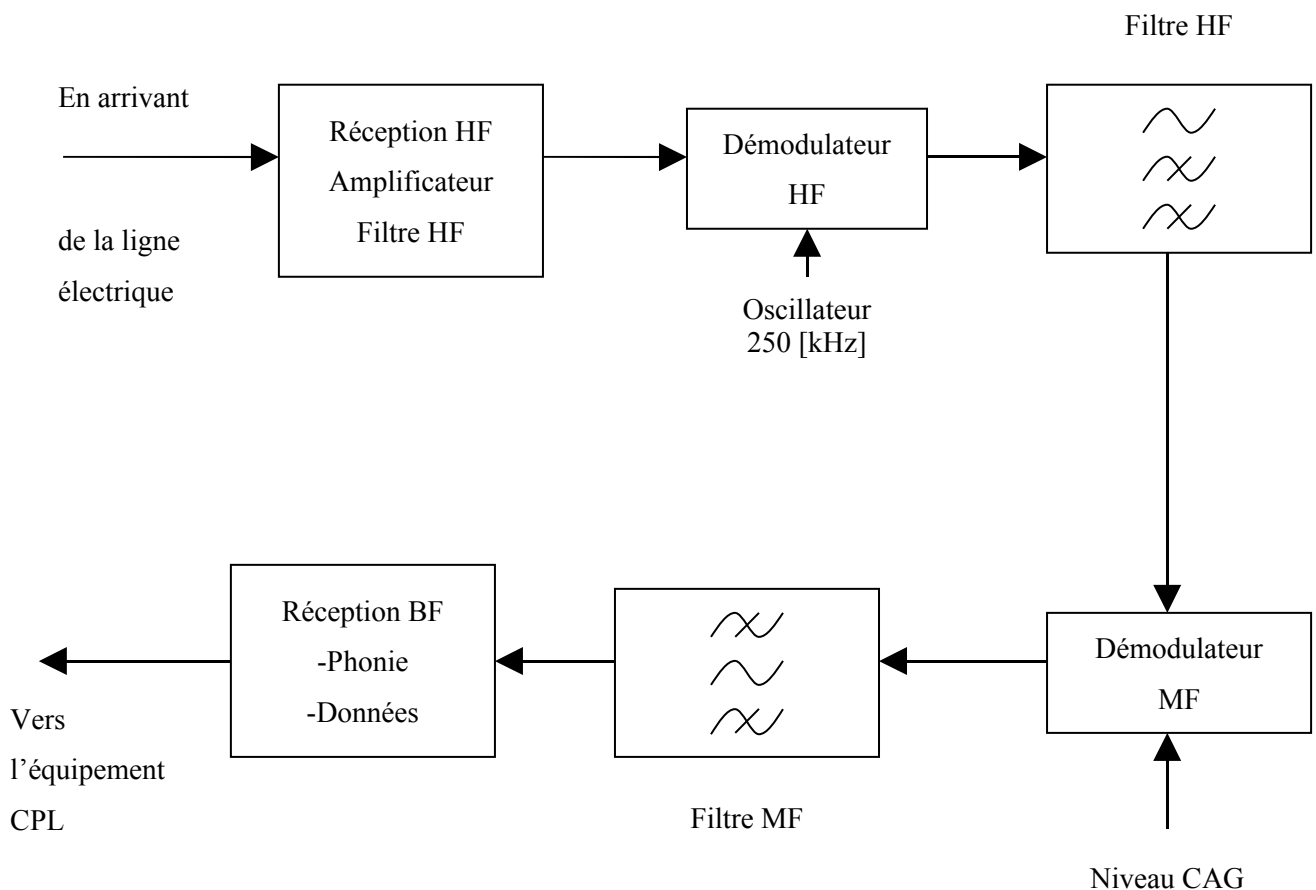 Filtre HF
En arrivant
de la ligne
électrique
Réception HF
Amplificateur
Filtre HF
Démodulateur
HF
Oscillateur
250 [kHz]
Démodulateur
MF
Niveau CAG
Filtre MF
Réception BF
-Phonie
-Données
Vers
l’équipement
CPL